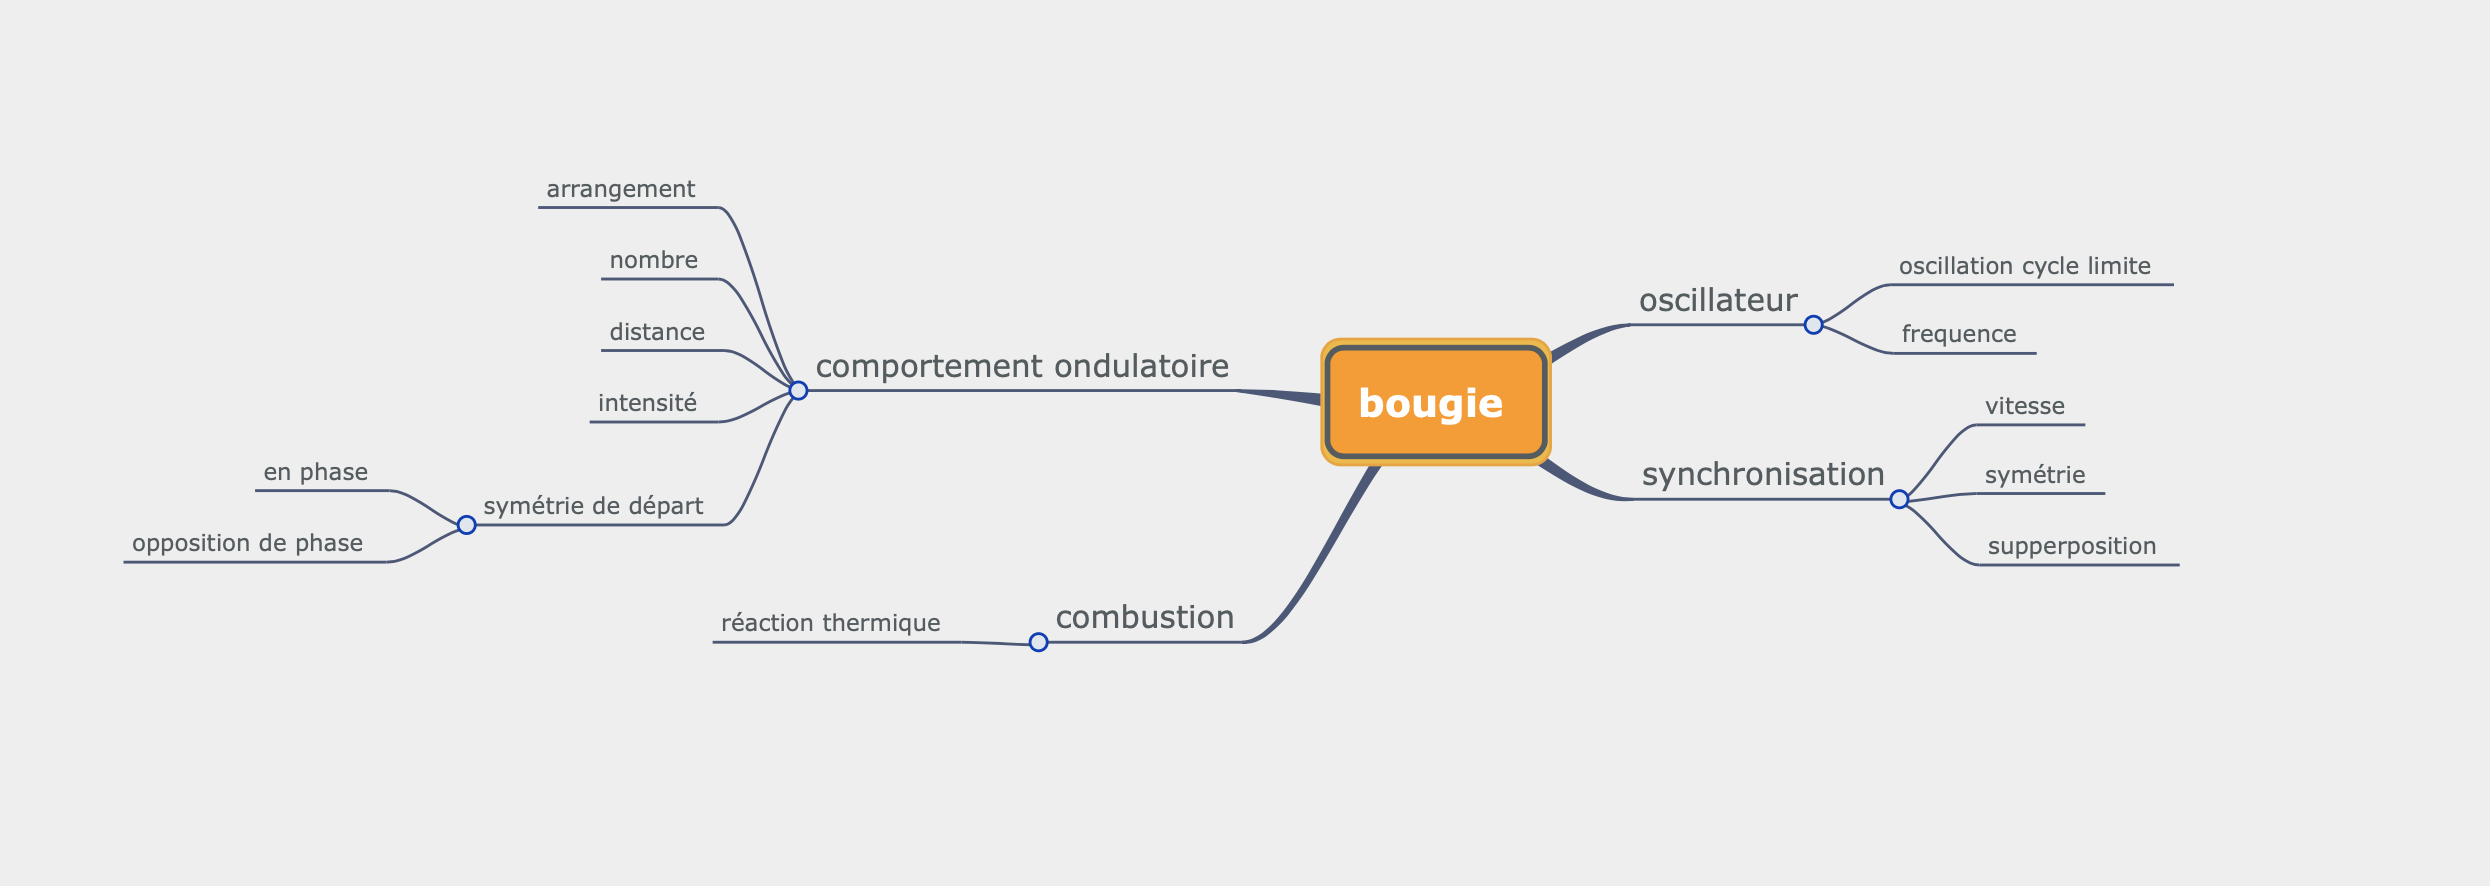 arrangement
nombre
distance
intensité
en phase
opposition de phase
symétrie de départ
comportement ondulatoire
réaction thermique
combustion
bougie
oscillateur
oscillation cycle limite
frequence
synchronisation
vitesse
symétrie
supperposition